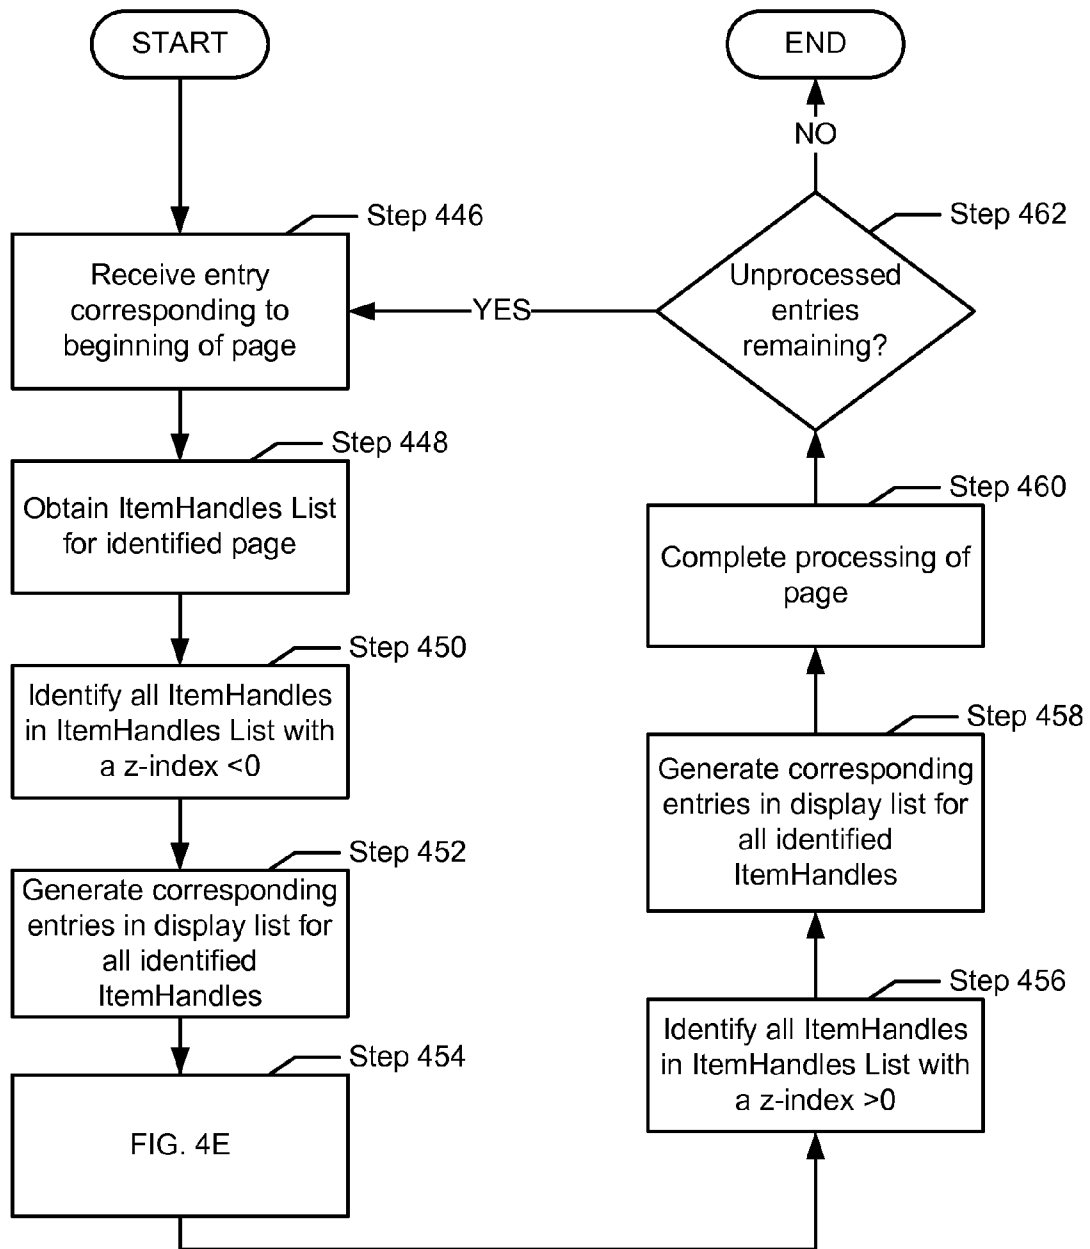 START
Step 446
Receive entry
corresponding to
beginning of page
Step 448
Obtain ItemHandles List
for identified page
Step 450
Identify all ItemHandles
in ItemHandles List with
a z-index <0
Step 452
Generate corresponding
entries in display list for
all identified
ItemHandles
Step 454
FIG. 4E
Step 456
Identify all ItemHandles
in ItemHandles List with
a z-index >0
Step 458
Generate corresponding
entries in display list for
all identified
ItemHandles
Step 460
Complete processing of
page
Step 462
Unprocessed
entries
remaining?
YES
NO
END